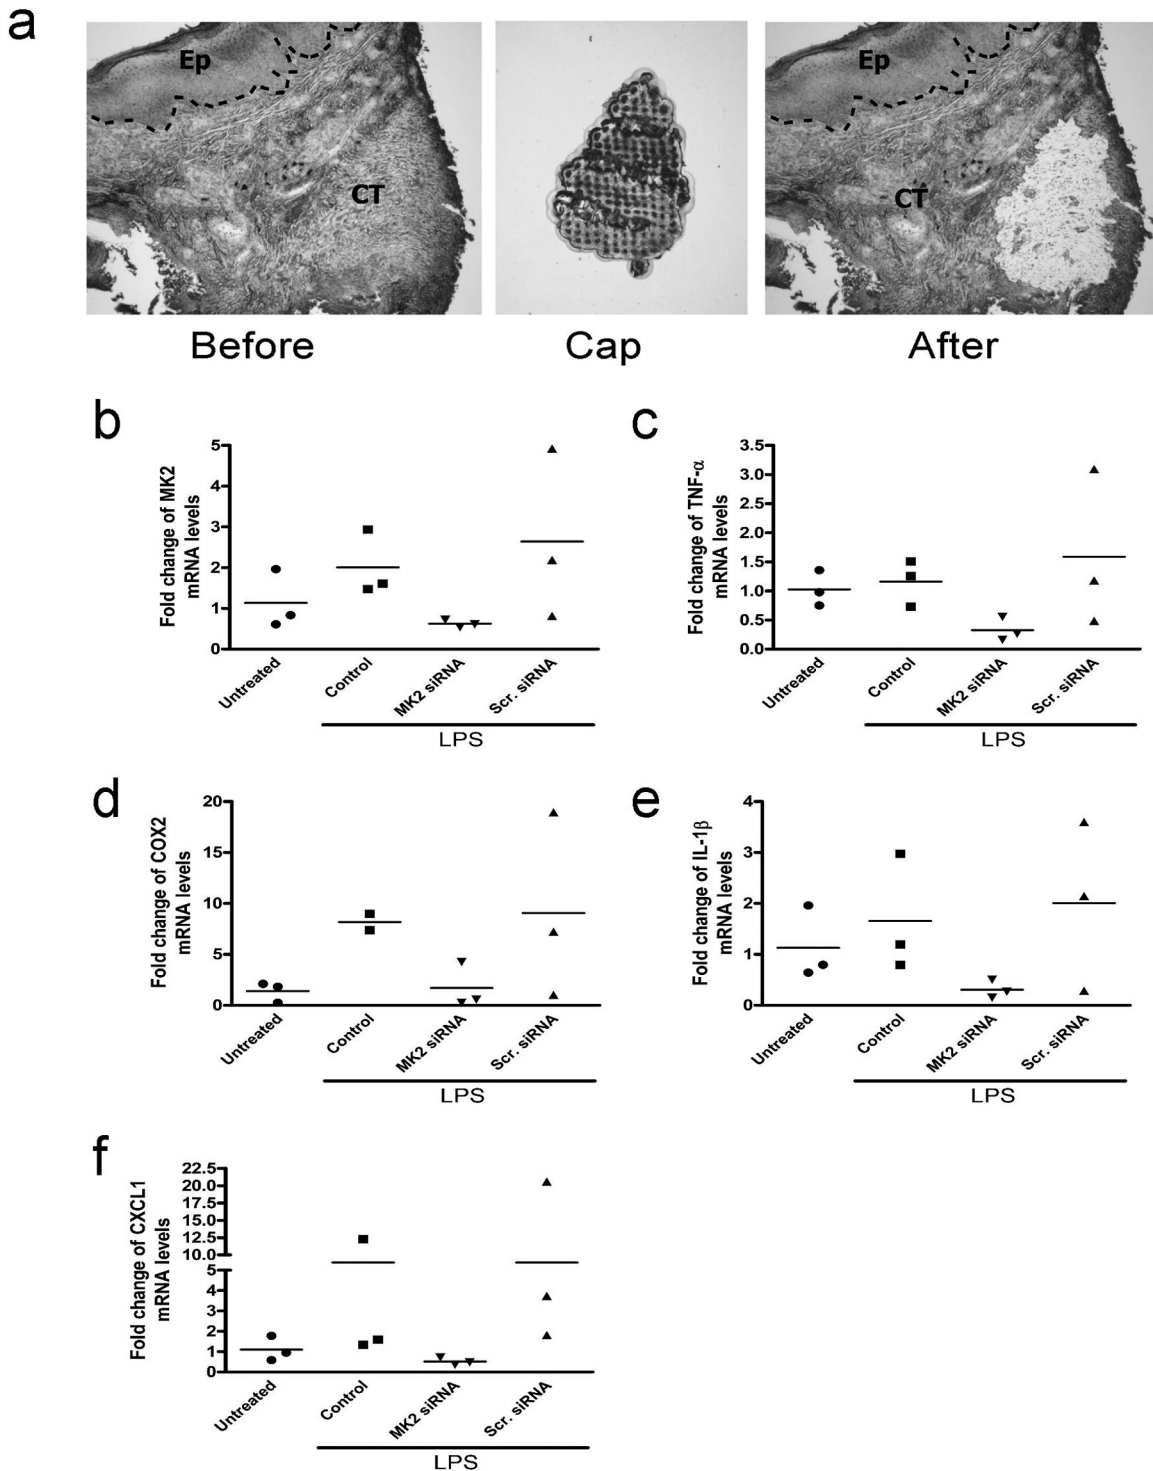 a
Ep
CT
Ep
CT
Before
Cap
After
b
Fold change of MK2
mRNA levels
5
4
3
2
1
0
Untreated
Control
MK2 siRNA
Scr. siRNA
LPS
c
Fold change of TNF-α
mRNA levels
3.5
3.0
2.5
2.0
1.5
1.0
0.5
0.0
Untreated
Control
MK2 siRNA
Scr. siRNA
LPS
d
Fold change of COX2
mRNA levels
20
15
10
5
0
Untreated
Control
MK2 siRNA
Scr. siRNA
LPS
e
Fold change of IL-1β
mRNA levels
4
3
2
1
0
Untreated
Control
MK2 siRNA
Scr. siRNA
LPS
f
Fold change of CXCL1
mRNA levels
22.5
20.0
17.5
15.0
12.5
10.0
5
4
3
2
1
0
Untreated
Control
MK2 siRNA
Scr. siRNA
LPS